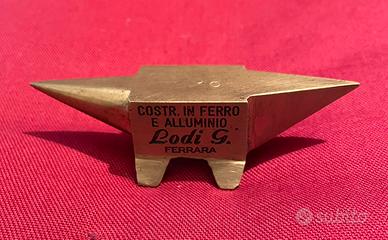 COSTR. IN FERRO
E ALLUMINIO
Lodi G.
FERRARA
subito